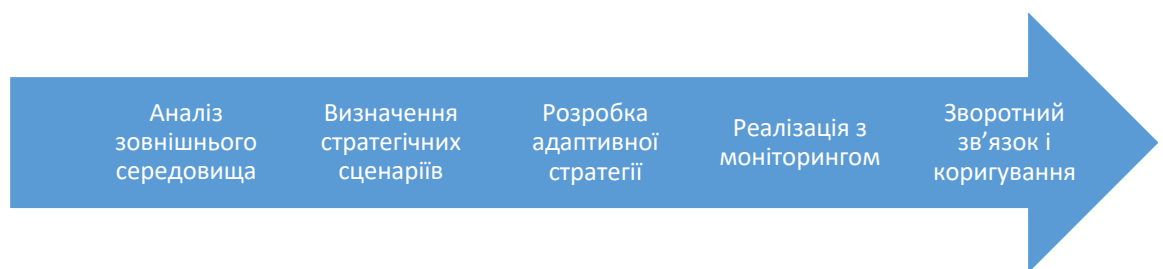 Аналіз
зовнішнього
середовища
Визначення
стратегічних
сценаріїв
Розробка
адаптивної
стратегії
Реалізація з
моніторингом
Зворотний
зв’язок і
коригування